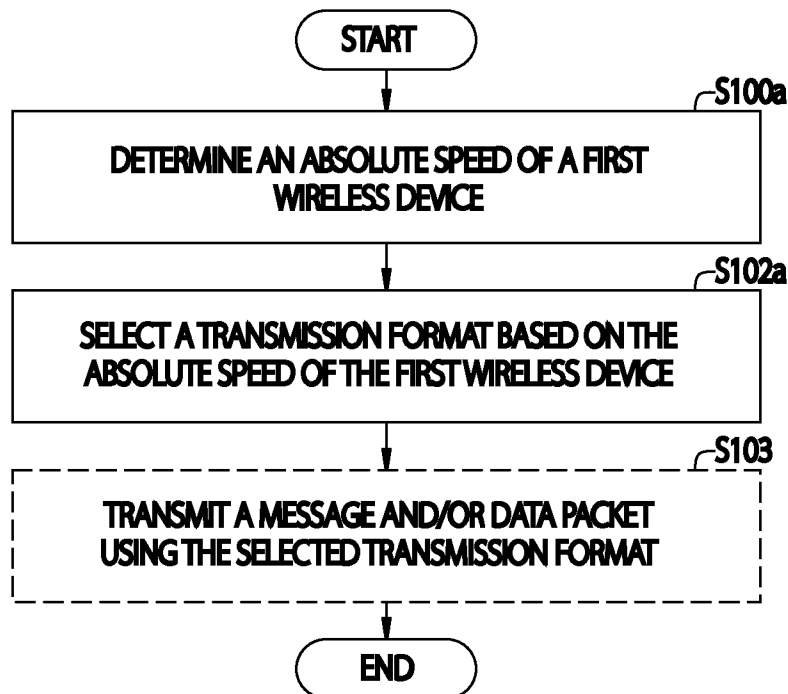 START
S100a
DETERMINE AN ABSOLUTE SPEED OF A FIRST
WIRELESS DEVICE
S102a
SELECT A TRANSMISSION FORMAT BASED ON THE
ABSOLUTE SPEED OF THE FIRST WIRELESS DEVICE
S103
TRANSMIT A MESSAGE AND/OR DATA PACKET
USING THE SELECTED TRANSMISSION FORMAT
END